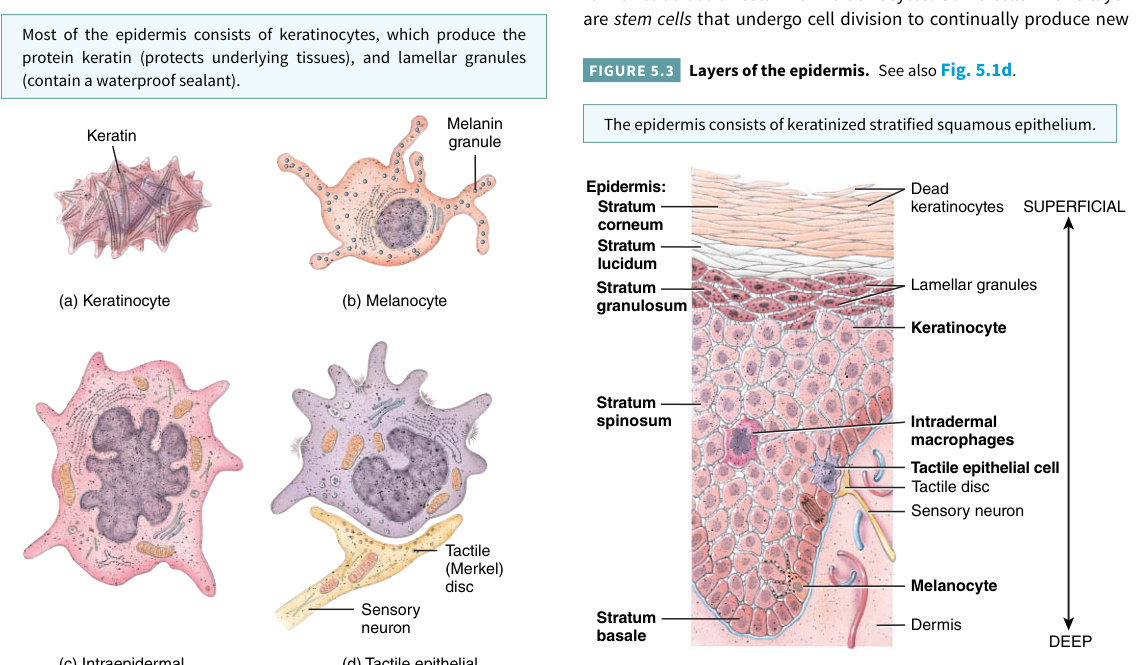 Most of the epidermis consists of keratinocytes, which produce the
protein keratin (protects underlying tissues), and lamellar granules
(contain a waterproof sealant).
Keratin
(a) Keratinocyte
Melanin
granule
(b) Melanocyte
(c) Intraepidermal
Tactile
(Merkel)
disc
Sensory
neuron
(d) Tactile epithelial
are stem cells that undergo cell division to continually produce new
FIGURE 5.3 Layers of the epidermis. See also Fig. 5.1d.
The epidermis consists of keratinized stratified squamous epithelium.
Epidermis:
Stratum
corneum
Stratum
lucidum
Stratum
granulosum
Stratum
spinosum
Stratum
basale
Dead
keratinocytes
Lamellar granules
Keratinocyte
Intradermal
macrophages
Tactile epithelial cell
Tactile disc
Sensory neuron
Melanocyte
Dermis
SUPERFICIAL
DEEP